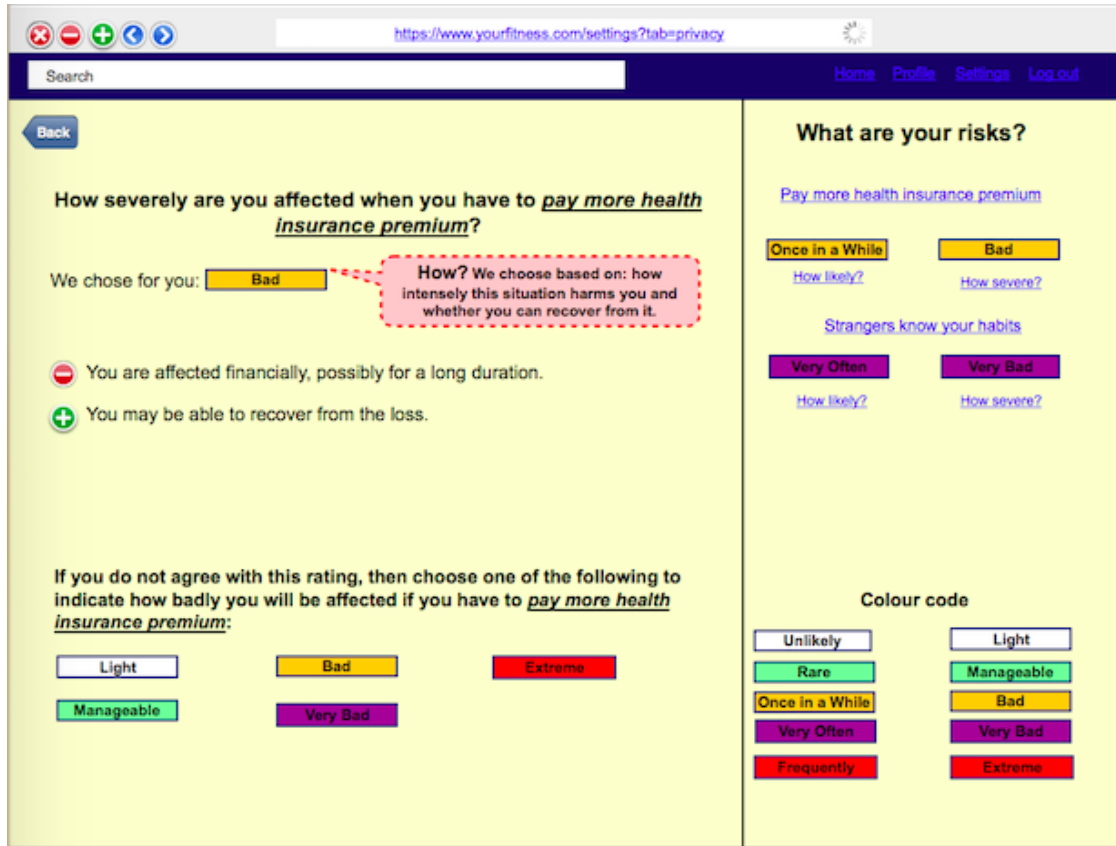 https://www.yourfitness.com/settings?tab=privacy
Search
Home Profile Settings Log out
Back
How severely are you affected when you have to pay more health
insurance premium?
We chose for you: Bad
How? We choose based on: how
intensely this situation harms you and
whether you can recover from it.
You are affected financially, possibly for a long duration.
You may be able to recover from the loss.
If you do not agree with this rating, then choose one of the following to
indicate how badly you will be affected if you have to pay more health
insurance premium:
Light Bad Extreme
Manageable Very Bad
What are your risks?
Pay more health insurance premium
Once in a While Bad
How likely? How severe?
Strangers know your habits
Very Often Very Bad
How likely? How severe?
Colour code
Unlikely Light
Rare Manageable
Once in a While Bad
Very Often Very Bad
Frequently Extreme